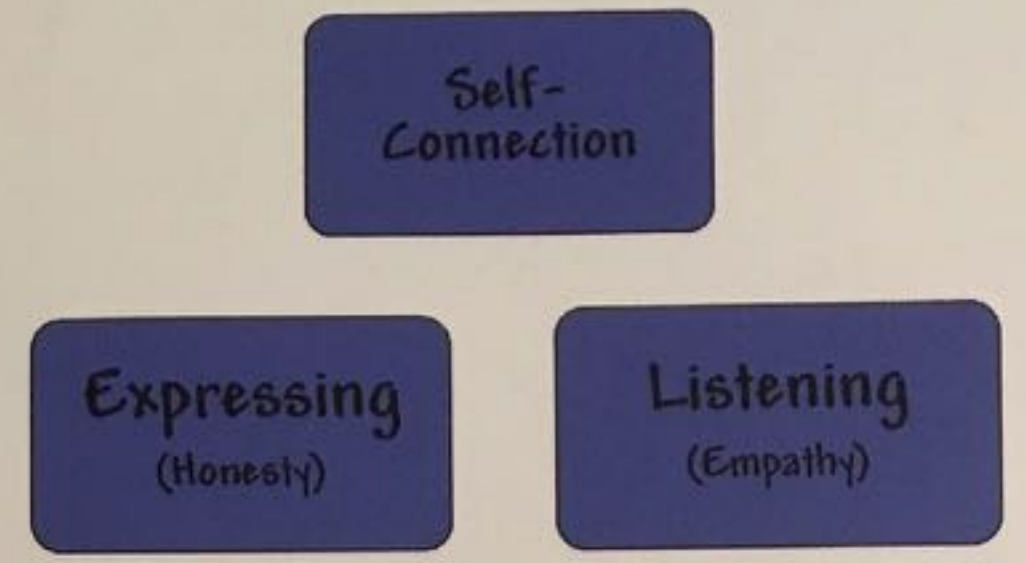 Self-
Connection
Expressing
(Honesty)
Listening
(Empathy)